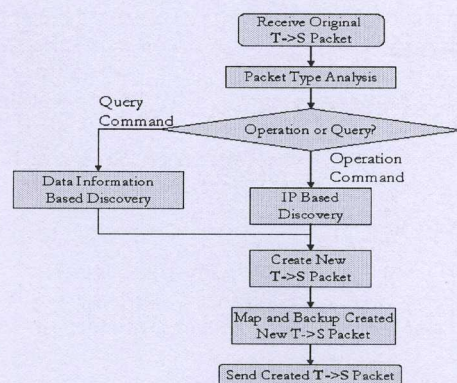 Receive Original
T->S Packet
Packet Type Analysis
Query
Command
Operation or Query?
Operation
Command
Data Information
Based Discovery
IP Based
Discovery
Create New
T->S Packet
Map and Backup Created
New T->S Packet
Send Created T->S Packet